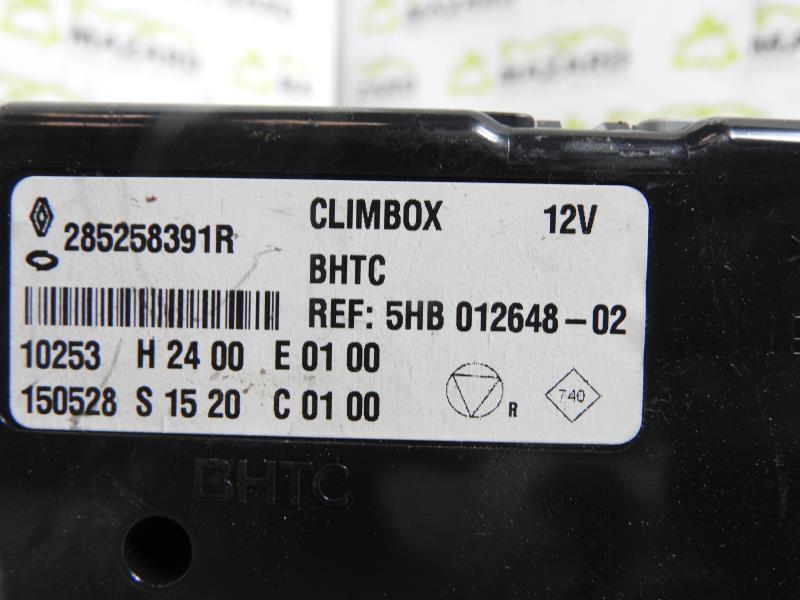 MAZARD
CLIMBOX 12V
285258391R
BHTC
REF: 5HB 012648-02
10253 H 24 00 E 01 00
150528 S 15 20 C 01 00
R
740
BHTC